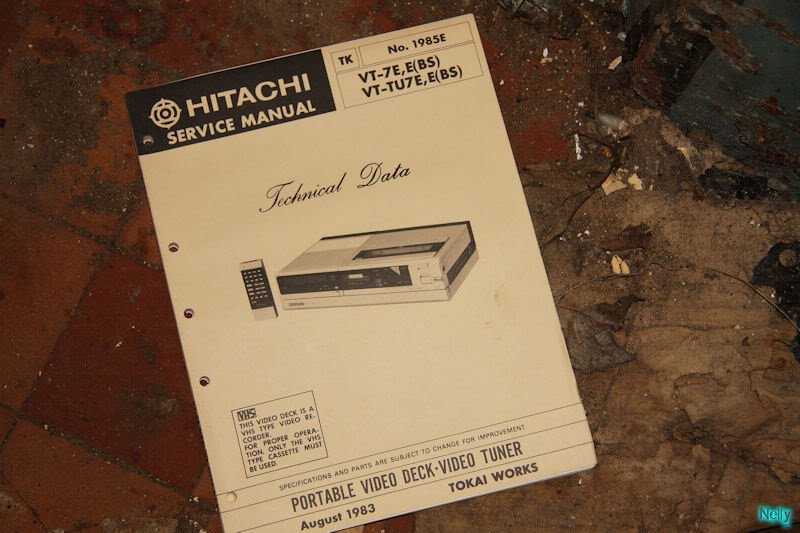 HITACHI
SERVICE MANUAL
TK
No. 1985E
VT-7E,E(BS)
VT-TU7E,E(BS)
Technical Data
VHS
THIS VIDEO DECK IS A
VHS TYPE VIDEO RE-
CORDER.
FOR PROPER OPERA-
TION, ONLY THE VHS
TYPE CASSETTE MUST
BE USED.
SPECIFICATIONS AND PARTS ARE SUBJECT TO CHANGE FOR IMPROVEMENT
PORTABLE VIDEO DECK·VIDEO TUNER
August 1983
TOKAI WORKS
Nelly